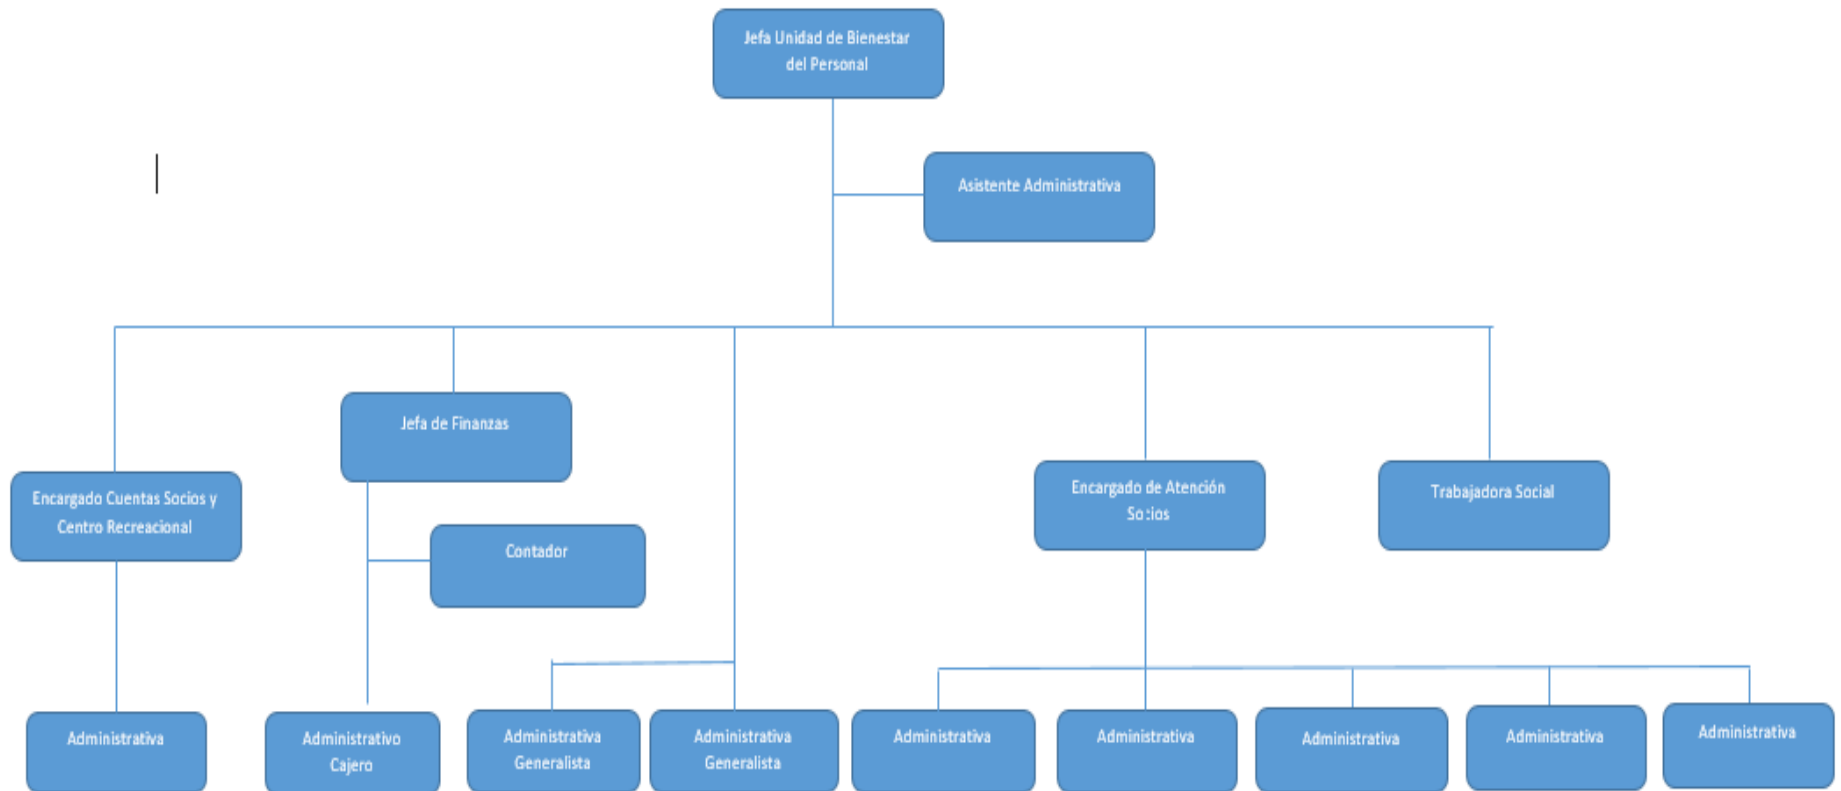 Jefa Unidad de Bienestar
del Personal
Asistente Administrativa
Jefa de Finanzas
Encargado Cuentas Socios y
Centro Recreacional
Encargado de Atención
Socios
Trabajadora Social
Contador
Administrativa
Administrativo
Cajero
Administrativa
Generalista
Administrativa
Generalista
Administrativa
Administrativa
Administrativa
Administrativa
Administrativa